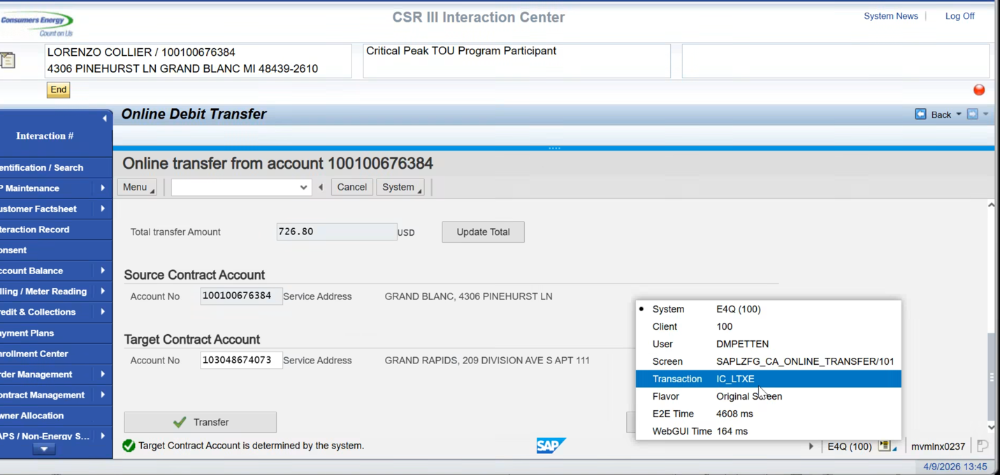 Consumers Energy
Count on Us
CSR III Interaction Center
System News
Log Off
LORENZO COLLIER / 100100676384
4306 PINEHURST LN GRAND BLANC MI 48439-2610
Critical Peak TOU Program Participant
End
Online Debit Transfer
Back
Interaction #
entification / Search
P Maintenance
ustomer Factsheet
teraction Record
onsent
ccount Balance
illing / Meter Reading
redit & Collections
ayment Plans
nrollment Center
rder Management
ontract Management
wner Allocation
APS / Non-Energy S...
Online transfer from account 100100676384
Menu
Cancel
System
Total transfer Amount 726.80 USD
Update Total
Source Contract Account
Account No 100100676384 Service Address GRAND BLANC, 4306 PINEHURST LN
Target Contract Account
Account No 103048674073 Service Address GRAND RAPIDS, 209 DIVISION AVE S APT 111
Transfer
Target Contract Account is determined by the system.
SAP
System E4Q (100)
Client 100
User DMPETTEN
Screen SAPLZFG_CA_ONLINE_TRANSFER/101
Transaction IC_LTXE
Flavor Original Screen
E2E Time 4608 ms
WebGUI Time 164 ms
E4Q (100)
mvmlnx0237
4/9/2026 13:45